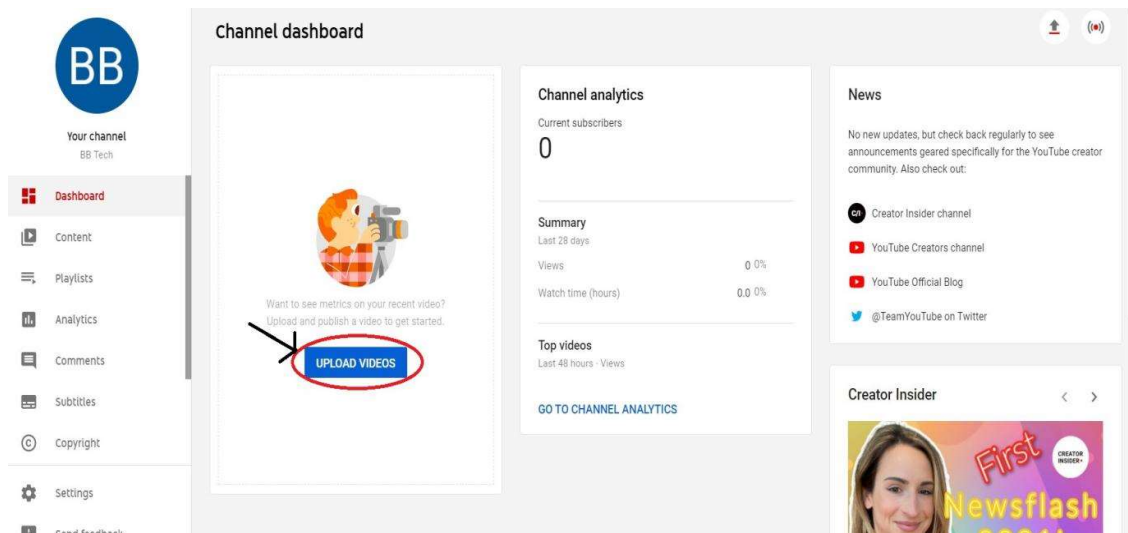 BB
Your channel
BB Tech
Dashboard
Content
Playlists
Analytics
Comments
Subtitles
Copyright
Settings
Send feedback
Channel dashboard
Want to see metrics on your recent video?
Upload and publish a video to get started.
UPLOAD VIDEOS
Channel analytics
Current subscribers
0
Summary
Last 28 days
Views 0 0%
Watch time (hours) 0.0 0%
Top videos
Last 48 hours · Views
GO TO CHANNEL ANALYTICS
News
No new updates, but check back regularly to see
announcements geared specifically for the YouTube creator
community. Also check out:
Creator Insider channel
YouTube Creators channel
YouTube Official Blog
@TeamYouTube on Twitter
Creator Insider
First
CREATOR
INSIDER
Newsflash